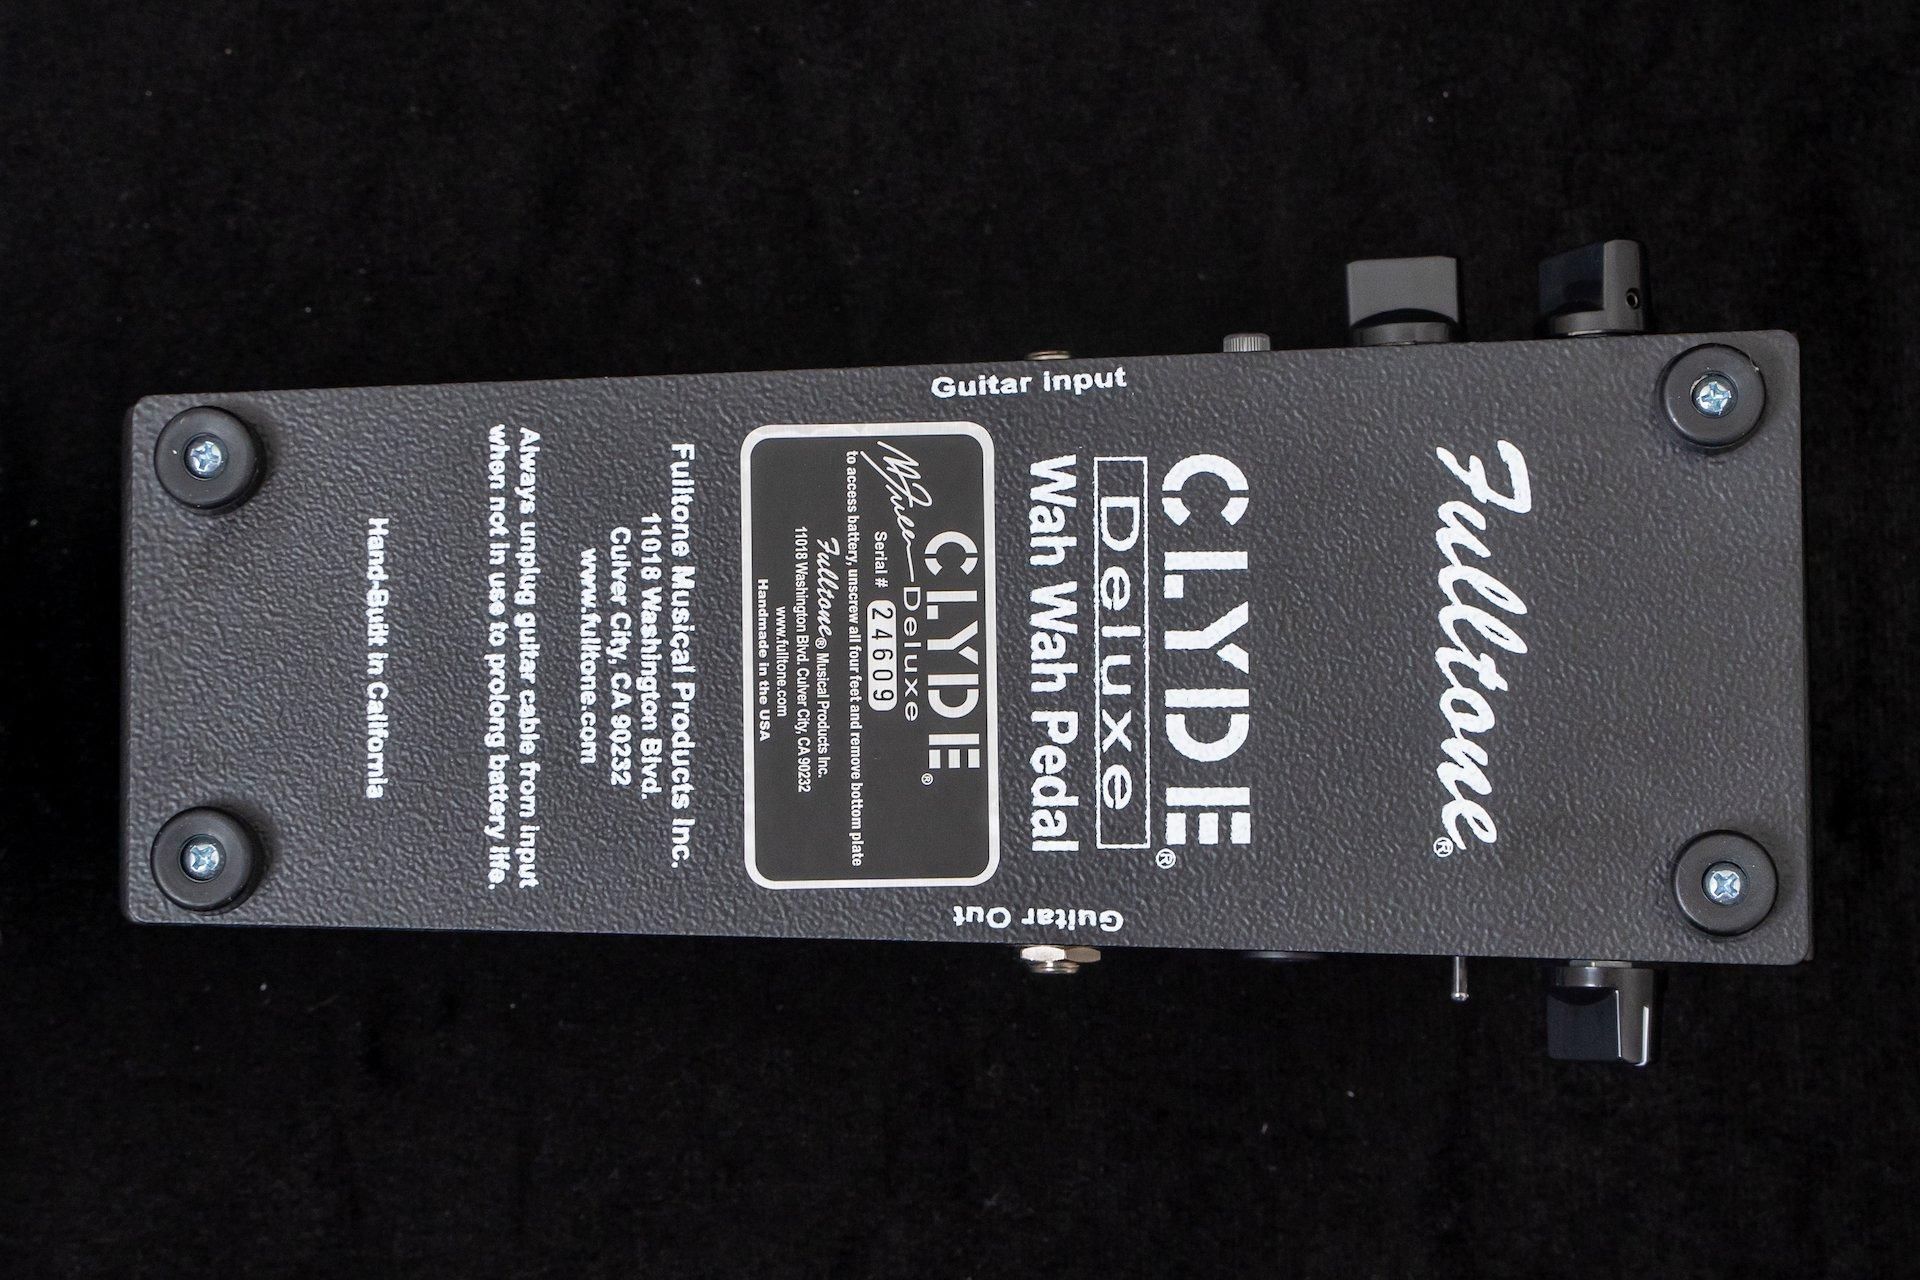 Fulltone®
CLYDE®
Deluxe
Wah Wah Pedal
Guitar input
Guitar Out
CLYDE®
Deluxe
Serial # 24609
to access battery, unscrew all four feet and remove bottom plate
Fulltone® Musical Products Inc.
11018 Washington Blvd. Culver City, CA 90232
www.fulltone.com
Handmade in the USA
Fulltone Musical Products Inc.
11018 Washington Blvd.
Culver City, CA 90232
www.fulltone.com
Always unplug guitar cable from input
when not in use to prolong battery life.
Hand-Built in California